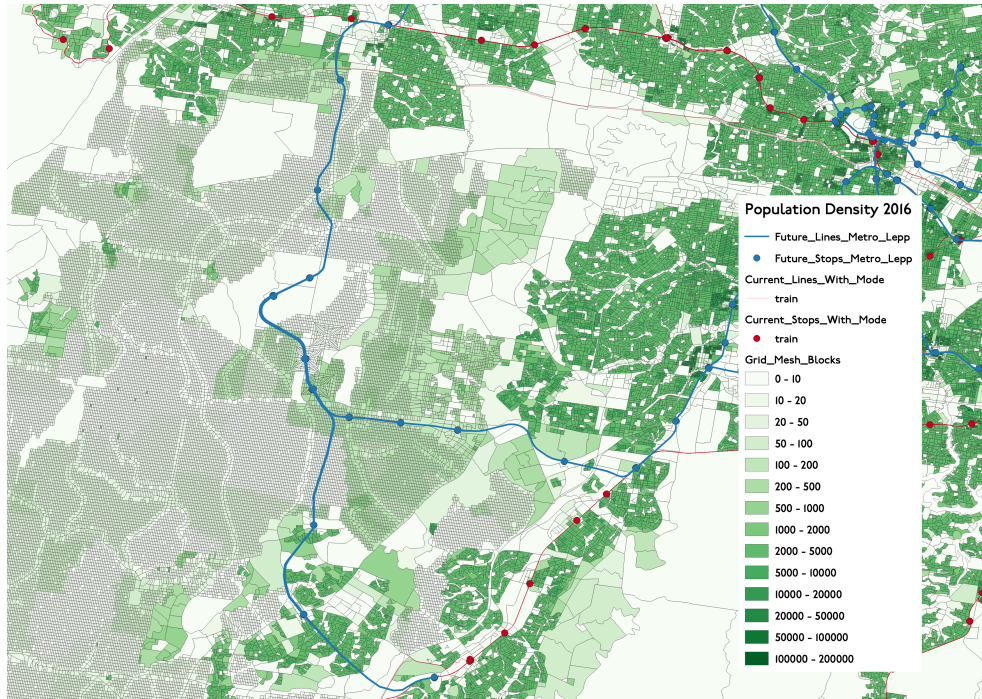 Population Density 2016
Future_Lines_Metro_Lepp
Future_Stops_Metro_Lepp
Current_Lines_With_Mode
train
Current_Stops_With_Mode
train
Grid_Mesh_Blocks
0 - 10
10 - 20
20 - 50
50 - 100
100 - 200
200 - 500
500 - 1000
1000 - 2000
2000 - 5000
5000 - 10000
10000 - 20000
20000 - 50000
50000 - 100000
100000 - 200000